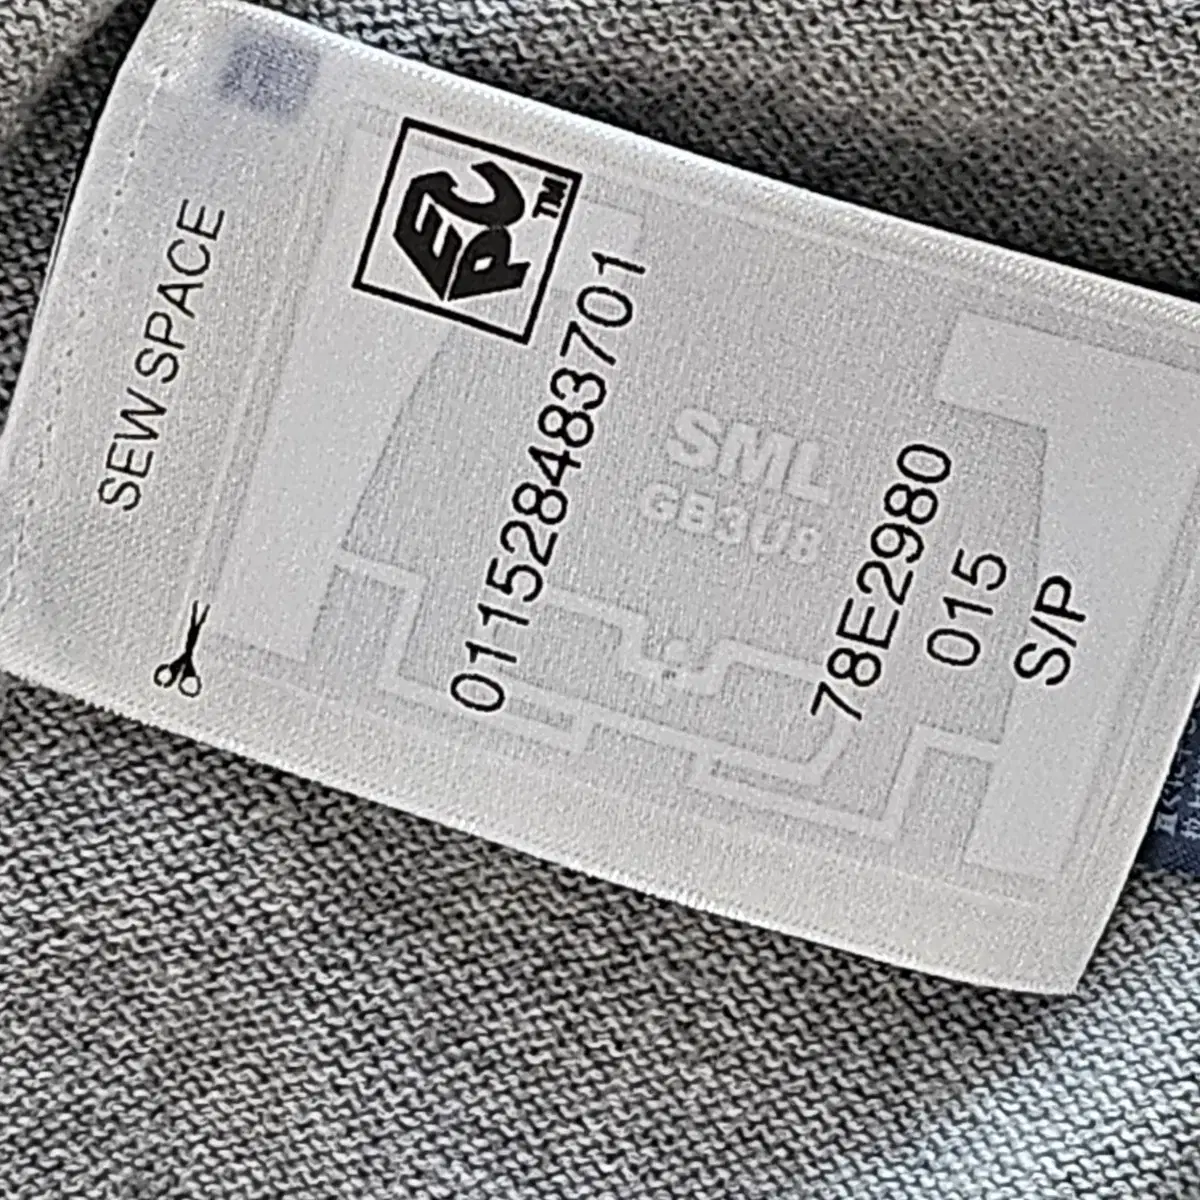 SEW SPACE
EPC
TM
011528483701
SML
GB3U8
78E2980
015
S/P